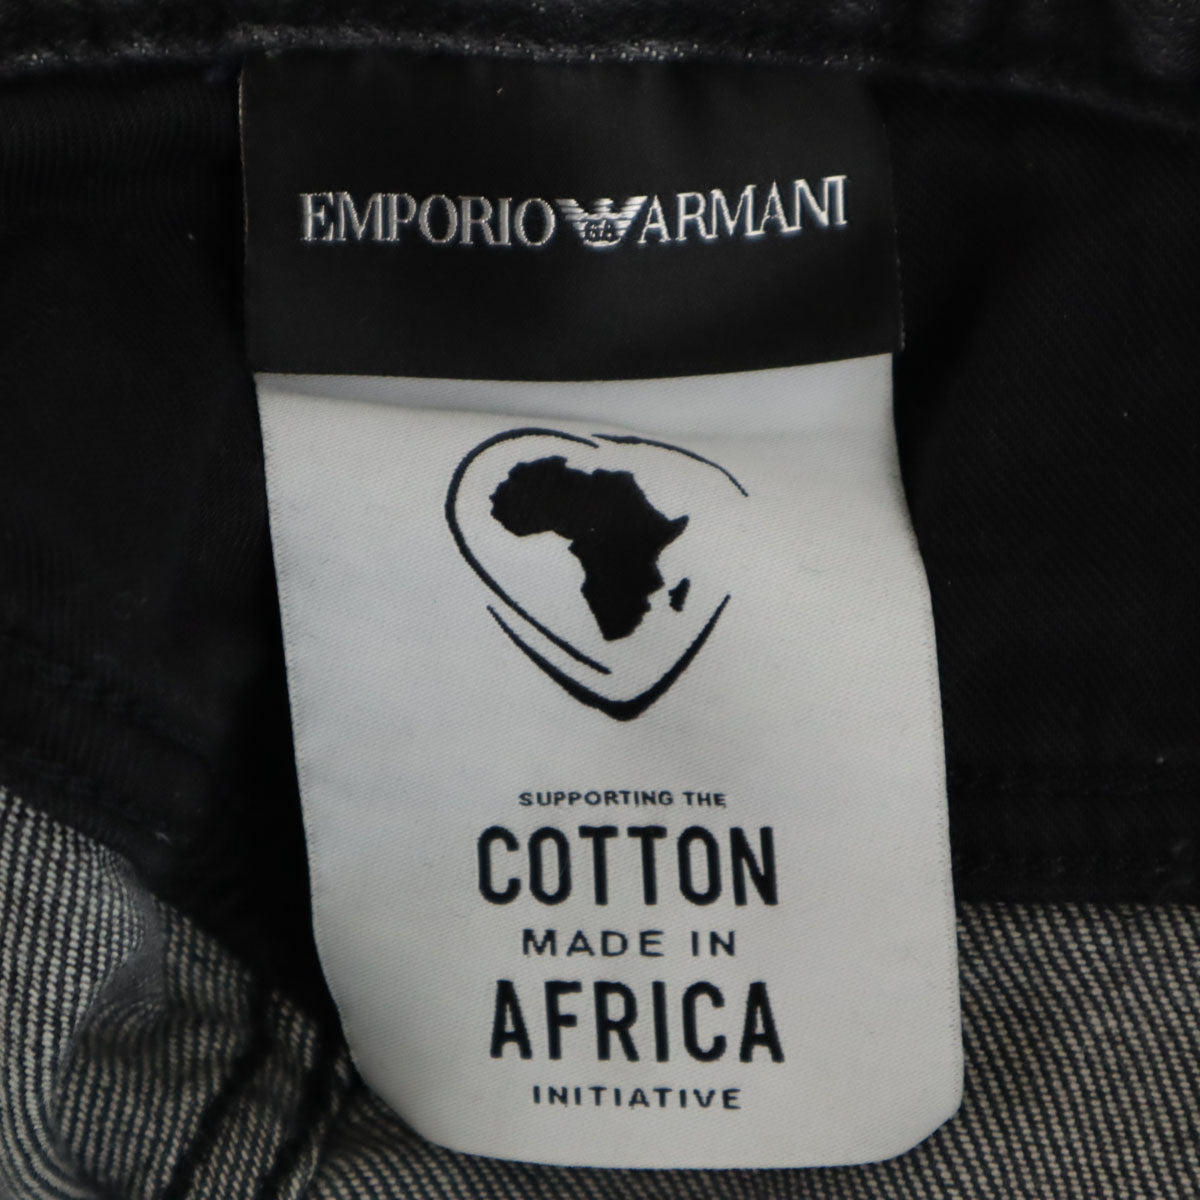 EMPORIO GA ARMANI
SUPPORTING THE
COTTON
MADE IN
AFRICA
INITIATIVE